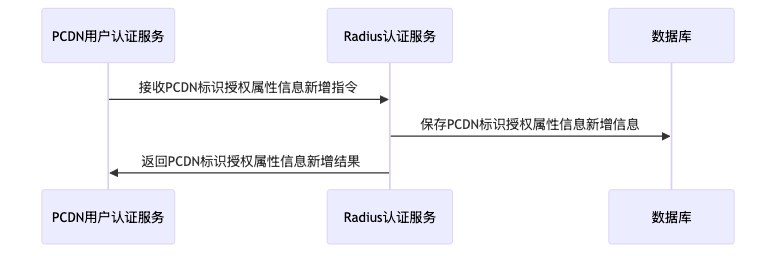 PCDN用户认证服务
Radius认证服务
数据库
接收PCDN标识授权属性信息新增指令
保存PCDN标识授权属性信息新增信息
返回PCDN标识授权属性信息新增结果
PCDN用户认证服务
Radius认证服务
数据库